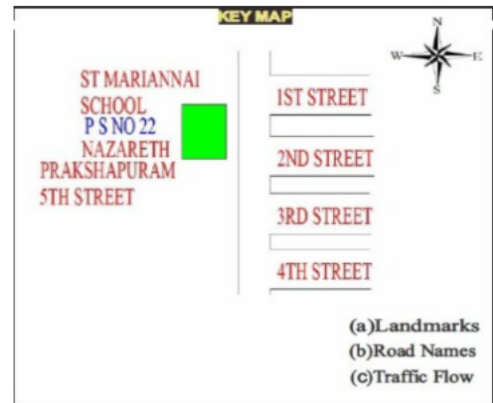 KEY MAP
N
W
E
S
ST MARIANNAI
SCHOOL
P S NO 22
NAZARETH
PRAKSHAPURAM
5TH STREET
1ST STREET
2ND STREET
3RD STREET
4TH STREET
(a)Landmarks
(b)Road Names
(c)Traffic Flow